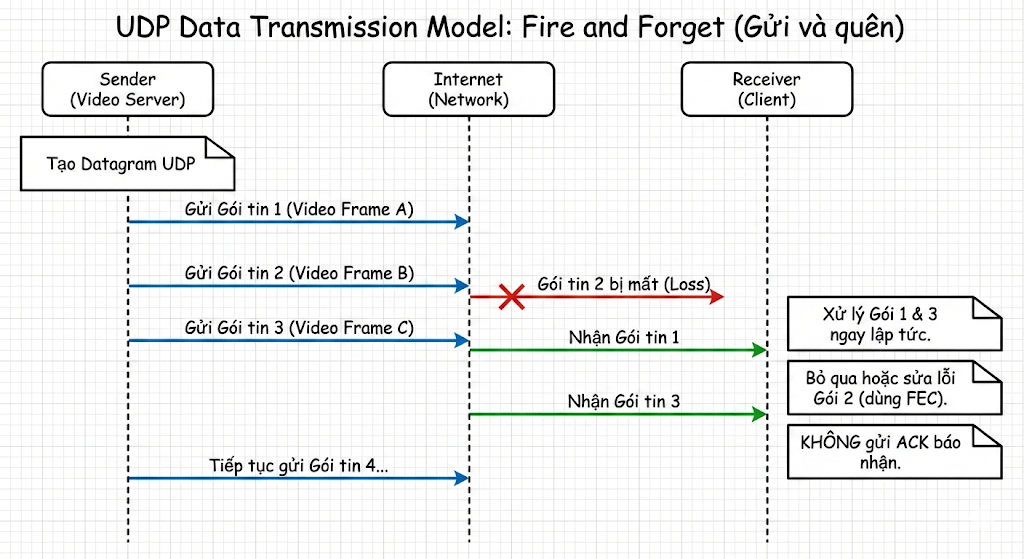 UDP Data Transmission Model: Fire and Forget (Gửi và quên)
Sender
(Video Server)
Internet
(Network)
Receiver
(Client)
Tạo Datagram UDP
Gửi Gói tin 1 (Video Frame A)
Gửi Gói tin 2 (Video Frame B)
Gói tin 2 bị mất (Loss)
Gửi Gói tin 3 (Video Frame C)
Nhận Gói tin 1
Xử lý Gói 1 & 3
ngay lập tức.
Nhận Gói tin 3
Bỏ qua hoặc sửa lỗi
Gói 2 (dùng FEC).
KHÔNG gửi ACK báo
nhận.
Tiếp tục gửi Gói tin 4...